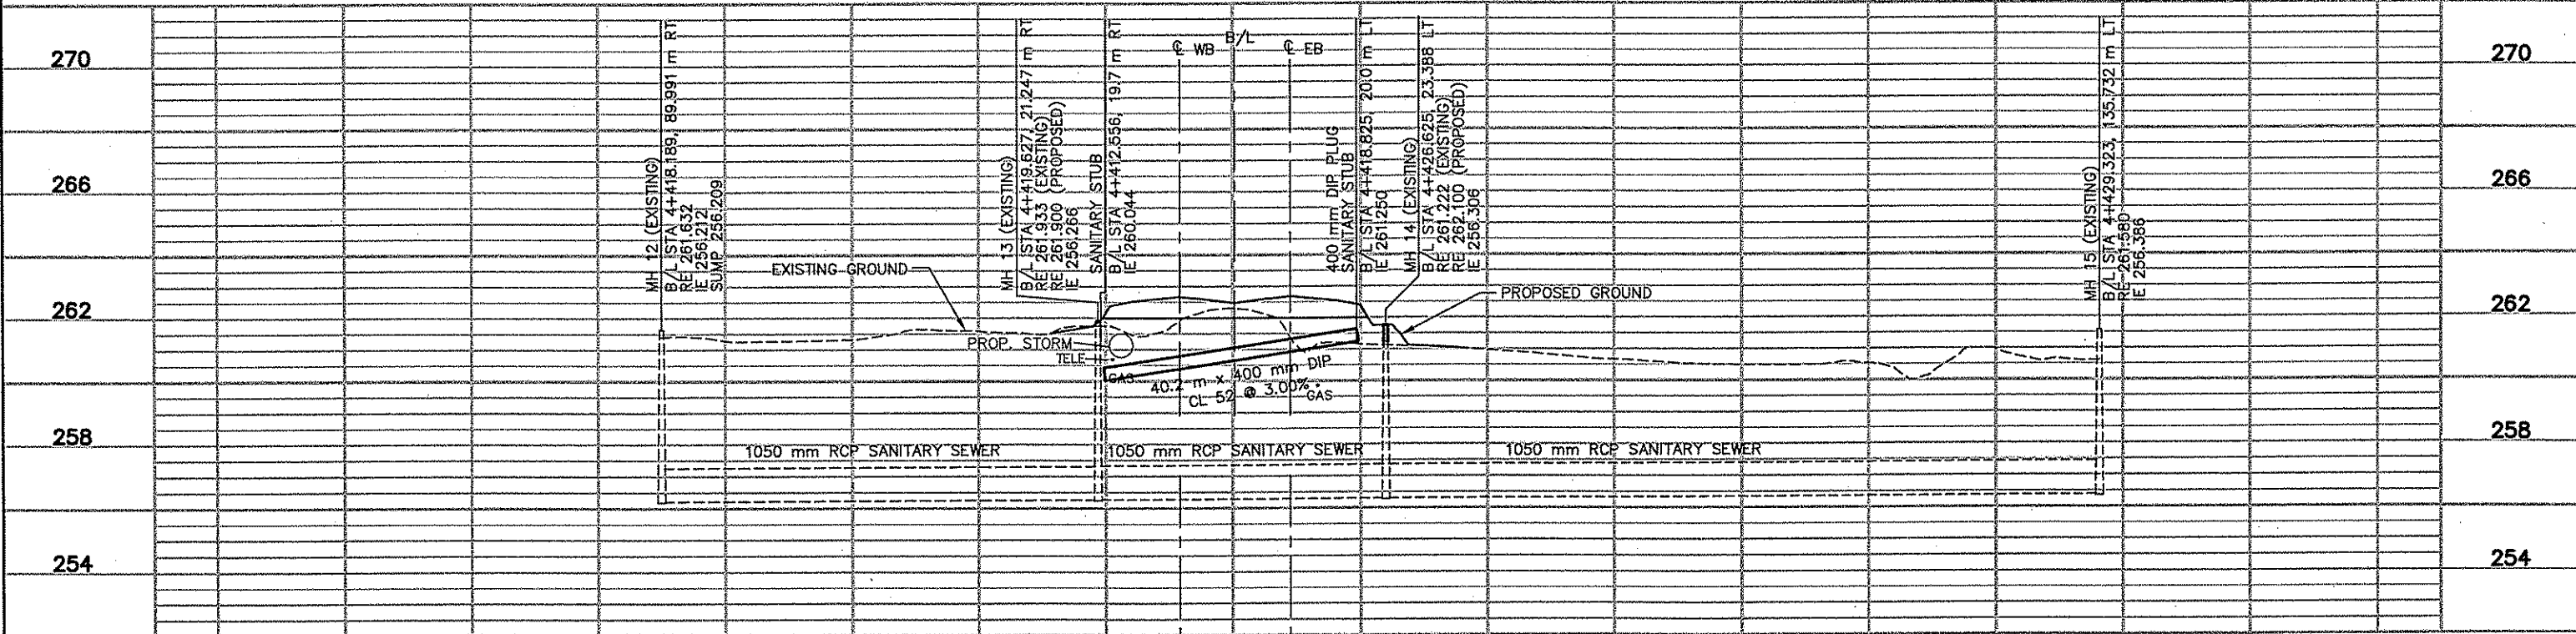 270
266
262
258
254
MH 12 (EXISTING)
B/L STA 4+418.189, 89.991 m RT
RE 261.632
IE 256.212
SUMP 256.209
EXISTING GROUND
MH 13 (EXISTING)
B/L STA 4+419.627, 21.247 m RT
RE 261.933 (EXISTING)
RE 261.900 (PROPOSED)
IE 256.266
SANITARY STUB
B/L STA 4+412.556, 19.7 m RT
IE 260.044
℄ WB
B/L
℄ EB
400 mm DIP PLUG
SANITARY STUB
B/L STA 4+418.825, 20.0 m LT
IE 261.250
MH 14 (EXISTING)
B/L STA 4+426.625, 23.388 LT
RE 261.222 (EXISTING)
RE 262.100 (PROPOSED)
IE 256.306
PROPOSED GROUND
MH 15 (EXISTING)
B/L STA 4+429.323, 135.732 m LT
RE 261.580
IE 256.386
PROP. STORM
TELE
GAS
40.2 m x 400 mm DIP
CL 52 @ 3.00%
GAS
1050 mm RCP SANITARY SEWER
1050 mm RCP SANITARY SEWER
1050 mm RCP SANITARY SEWER
270
266
262
258
254